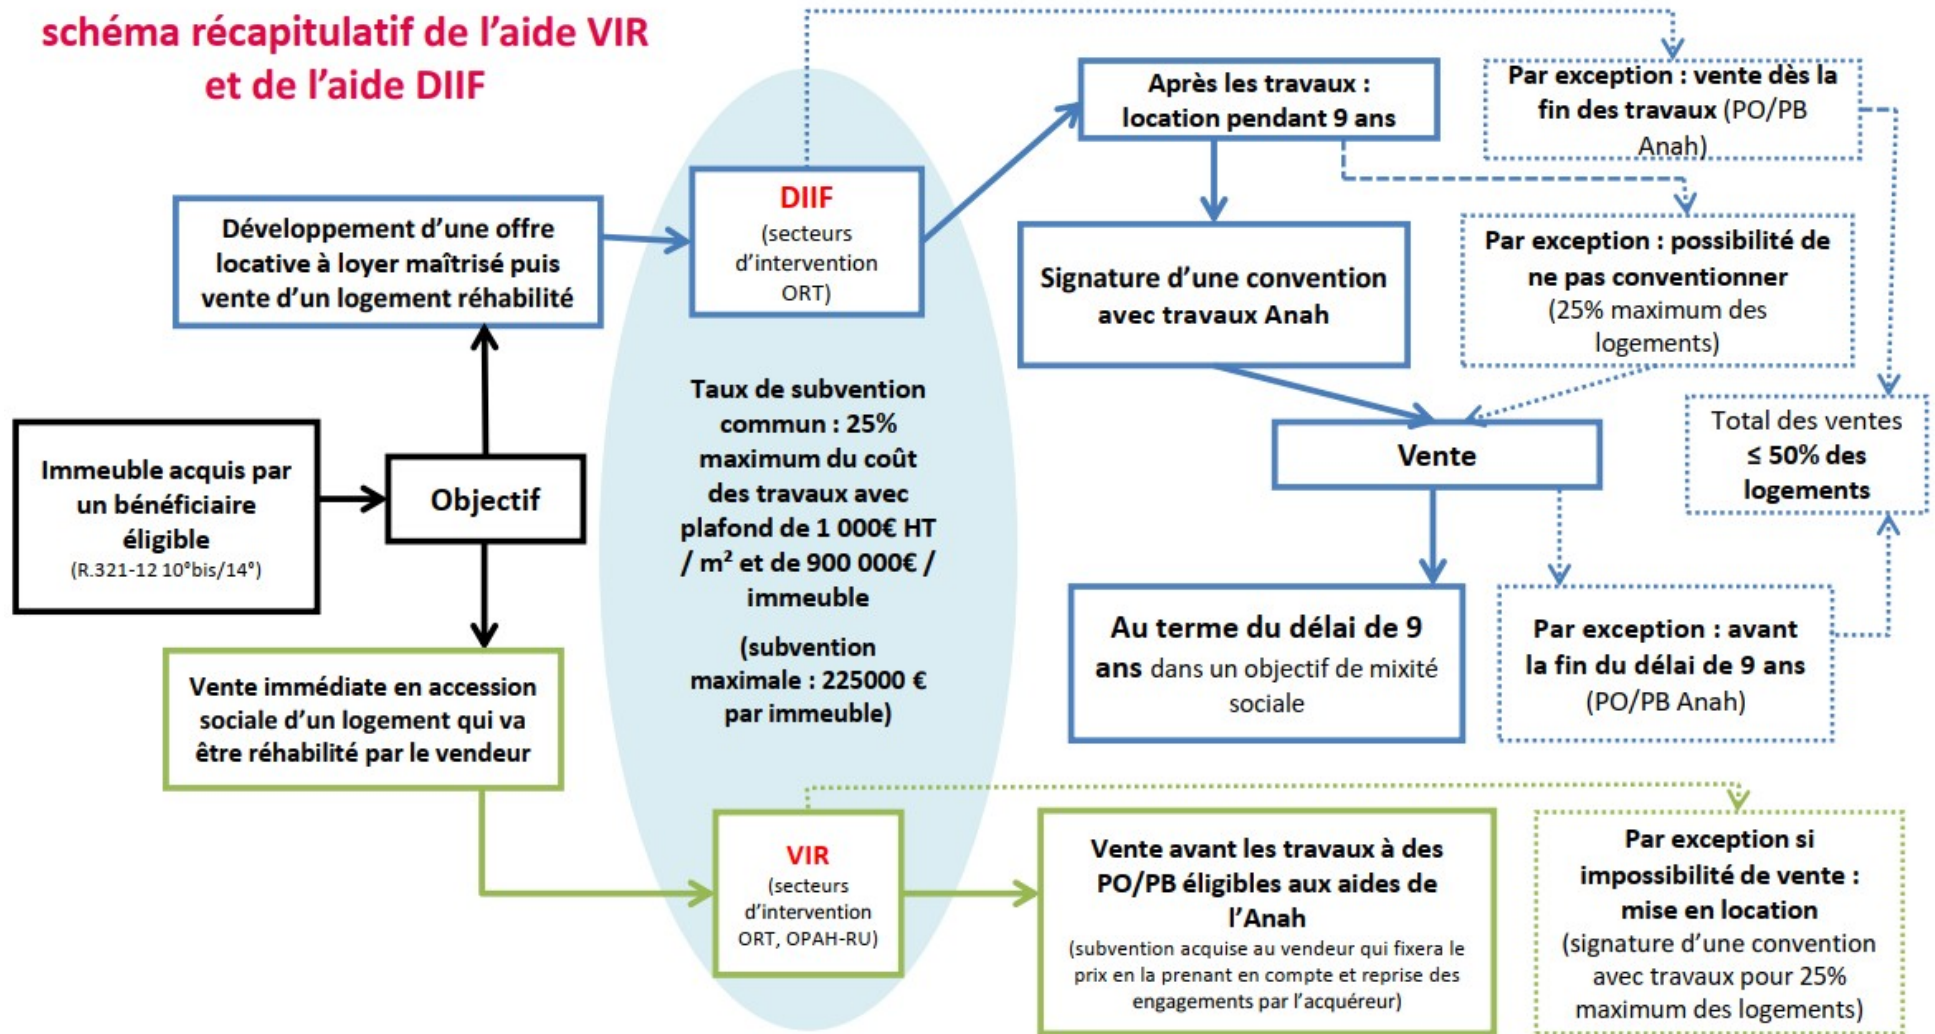 schéma récapitulatif de l'aide VIR
et de l'aide DIIF
Immeuble acquis par
un bénéficiaire
éligible
(R.321-12 10°bis/14°)
Objectif
Développement d'une offre
locative à loyer maîtrisé puis
vente d'un logement réhabilité
Vente immédiate en accession
sociale d'un logement qui va
être réhabilité par le vendeur
DIIF
(secteurs
d'intervention
ORT)
Taux de subvention
commun : 25%
maximum du coût
des travaux avec
plafond de 1 000€ HT
/ m² et de 900 000€ /
immeuble
(subvention
maximale : 225000 €
par immeuble)
VIR
(secteurs
d'intervention
ORT, OPAH-RU)
Après les travaux :
location pendant 9 ans
Par exception : vente dès la
fin des travaux (PO/PB
Anah)
Signature d'une convention
avec travaux Anah
Par exception : possibilité de
ne pas conventionner
(25% maximum des
logements)
Vente
Total des ventes
≤ 50% des
logements
Au terme du délai de 9
ans dans un objectif de mixité
sociale
Par exception : avant
la fin du délai de 9 ans
(PO/PB Anah)
Vente avant les travaux à des
PO/PB éligibles aux aides de
l'Anah
(subvention acquise au vendeur qui fixera le
prix en la prenant en compte et reprise des
engagements par l'acquéreur)
Par exception si
impossibilité de vente :
mise en location
(signature d'une convention
avec travaux pour 25%
maximum des logements)